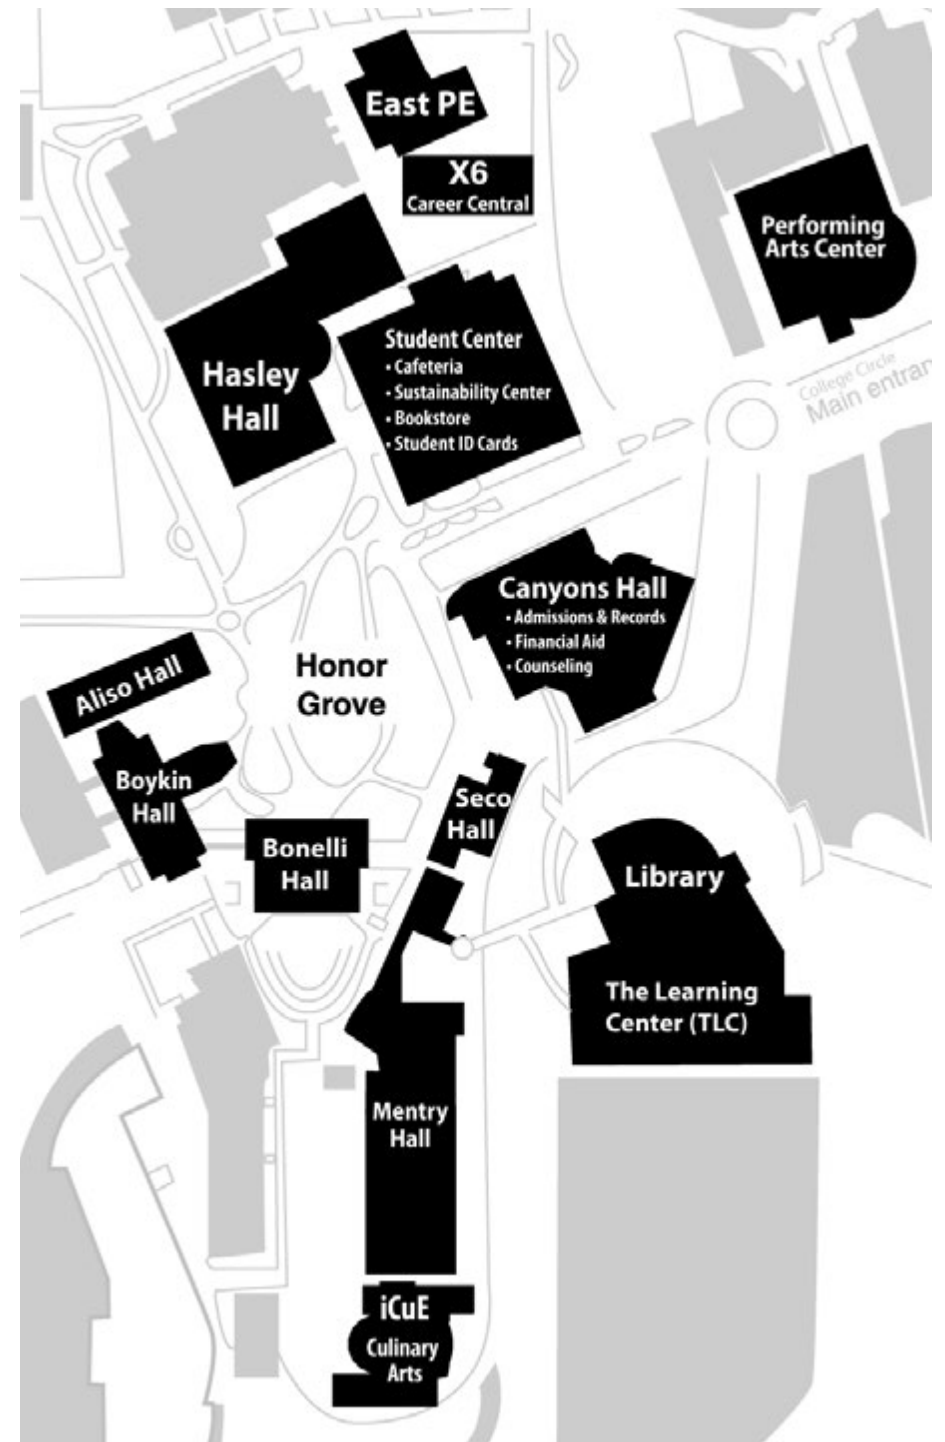 East PE
X6
Career Central
Performing
Arts Center
Student Center
• Cafeteria
• Sustainability Center
• Bookstore
• Student ID Cards
Hasley
Hall
College Circle
Main entran
Canyons Hall
• Admissions & Records
• Financial Aid
• Counseling
Honor
Grove
Aliso Hall
Boykin
Hall
Seco
Hall
Bonelli
Hall
Library
The Learning
Center (TLC)
Mentry
Hall
iCuE
Culinary
Arts